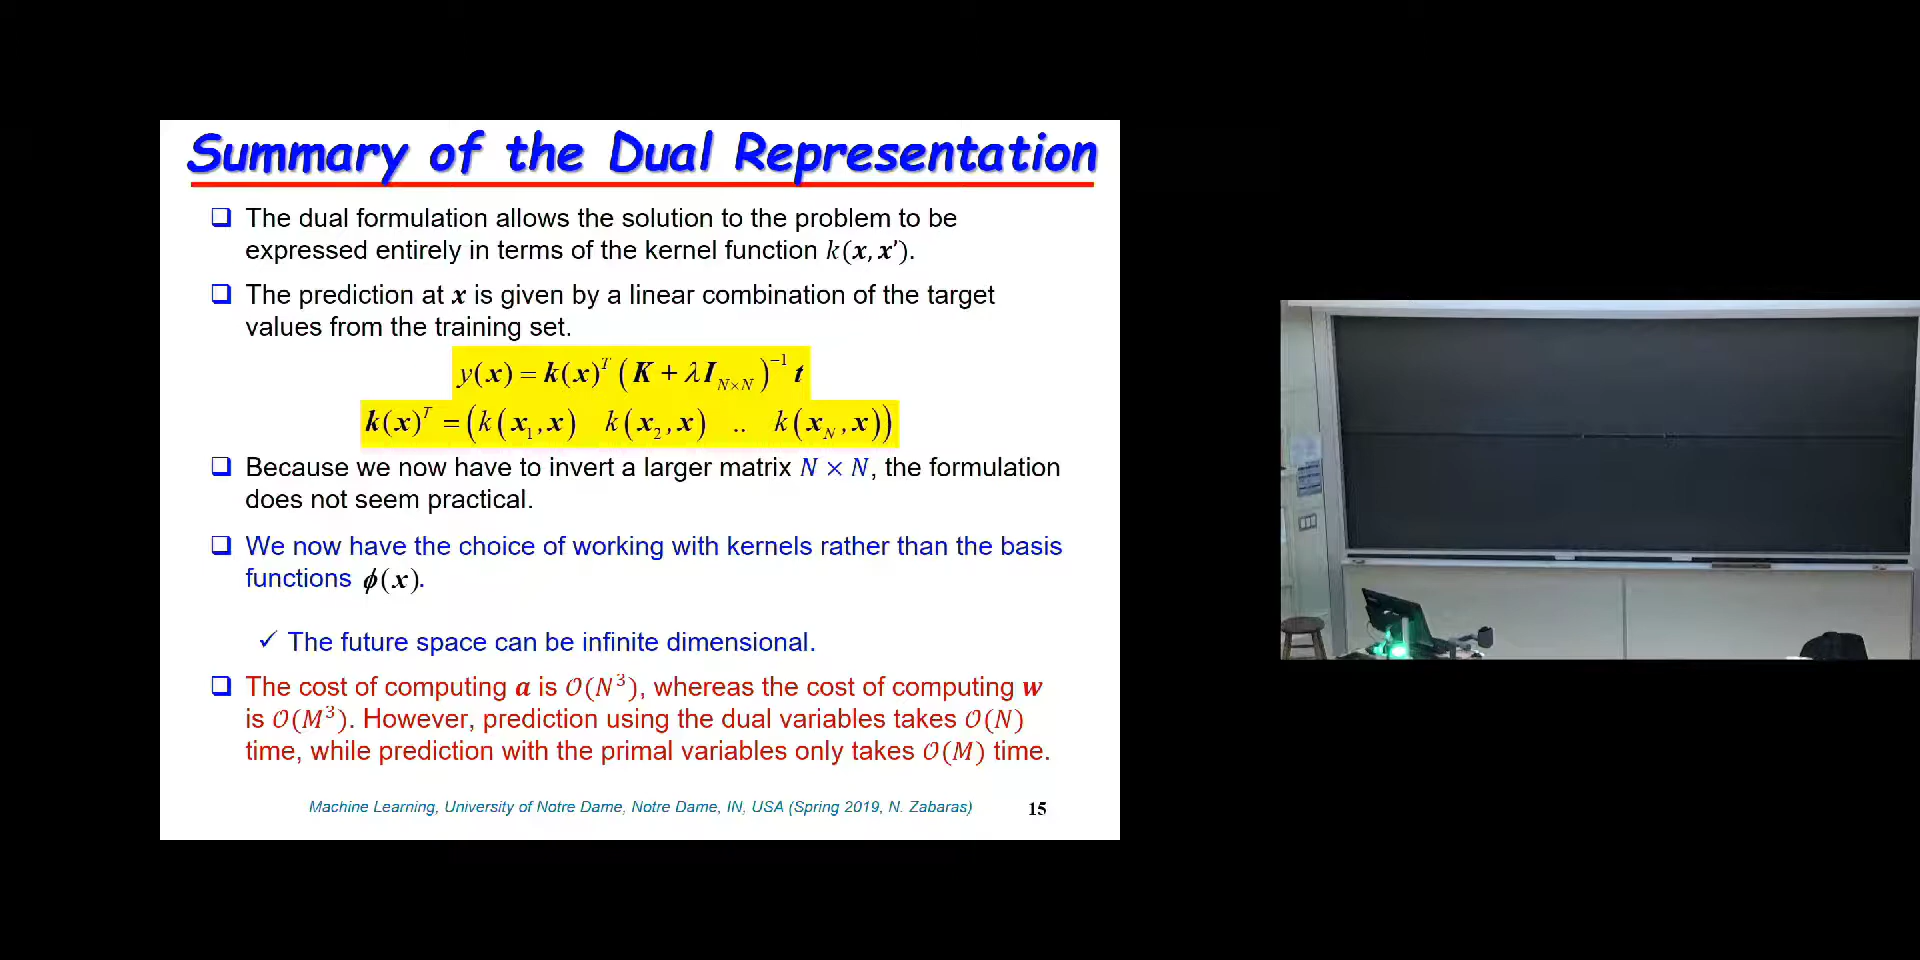 Summary of the Dual Representation
❑ The dual formulation allows the solution to the problem to be
expressed entirely in terms of the kernel function k(x, x').
❑ The prediction at x is given by a linear combination of the target
values from the training set.
y(x) = k(x)^T (K + λI_{N×N})^{-1} t
k(x)^T = (k(x_1, x) k(x_2, x) .. k(x_N, x))
❑ Because we now have to invert a larger matrix N × N, the formulation
does not seem practical.
❑ We now have the choice of working with kernels rather than the basis
functions ϕ(x).
✓ The future space can be infinite dimensional.
❑ The cost of computing a is 𝒪(N³), whereas the cost of computing w
is 𝒪(M³). However, prediction using the dual variables takes 𝒪(N)
time, while prediction with the primal variables only takes 𝒪(M) time.
Machine Learning, University of Notre Dame, Notre Dame, IN, USA (Spring 2019, N. Zabaras) 15